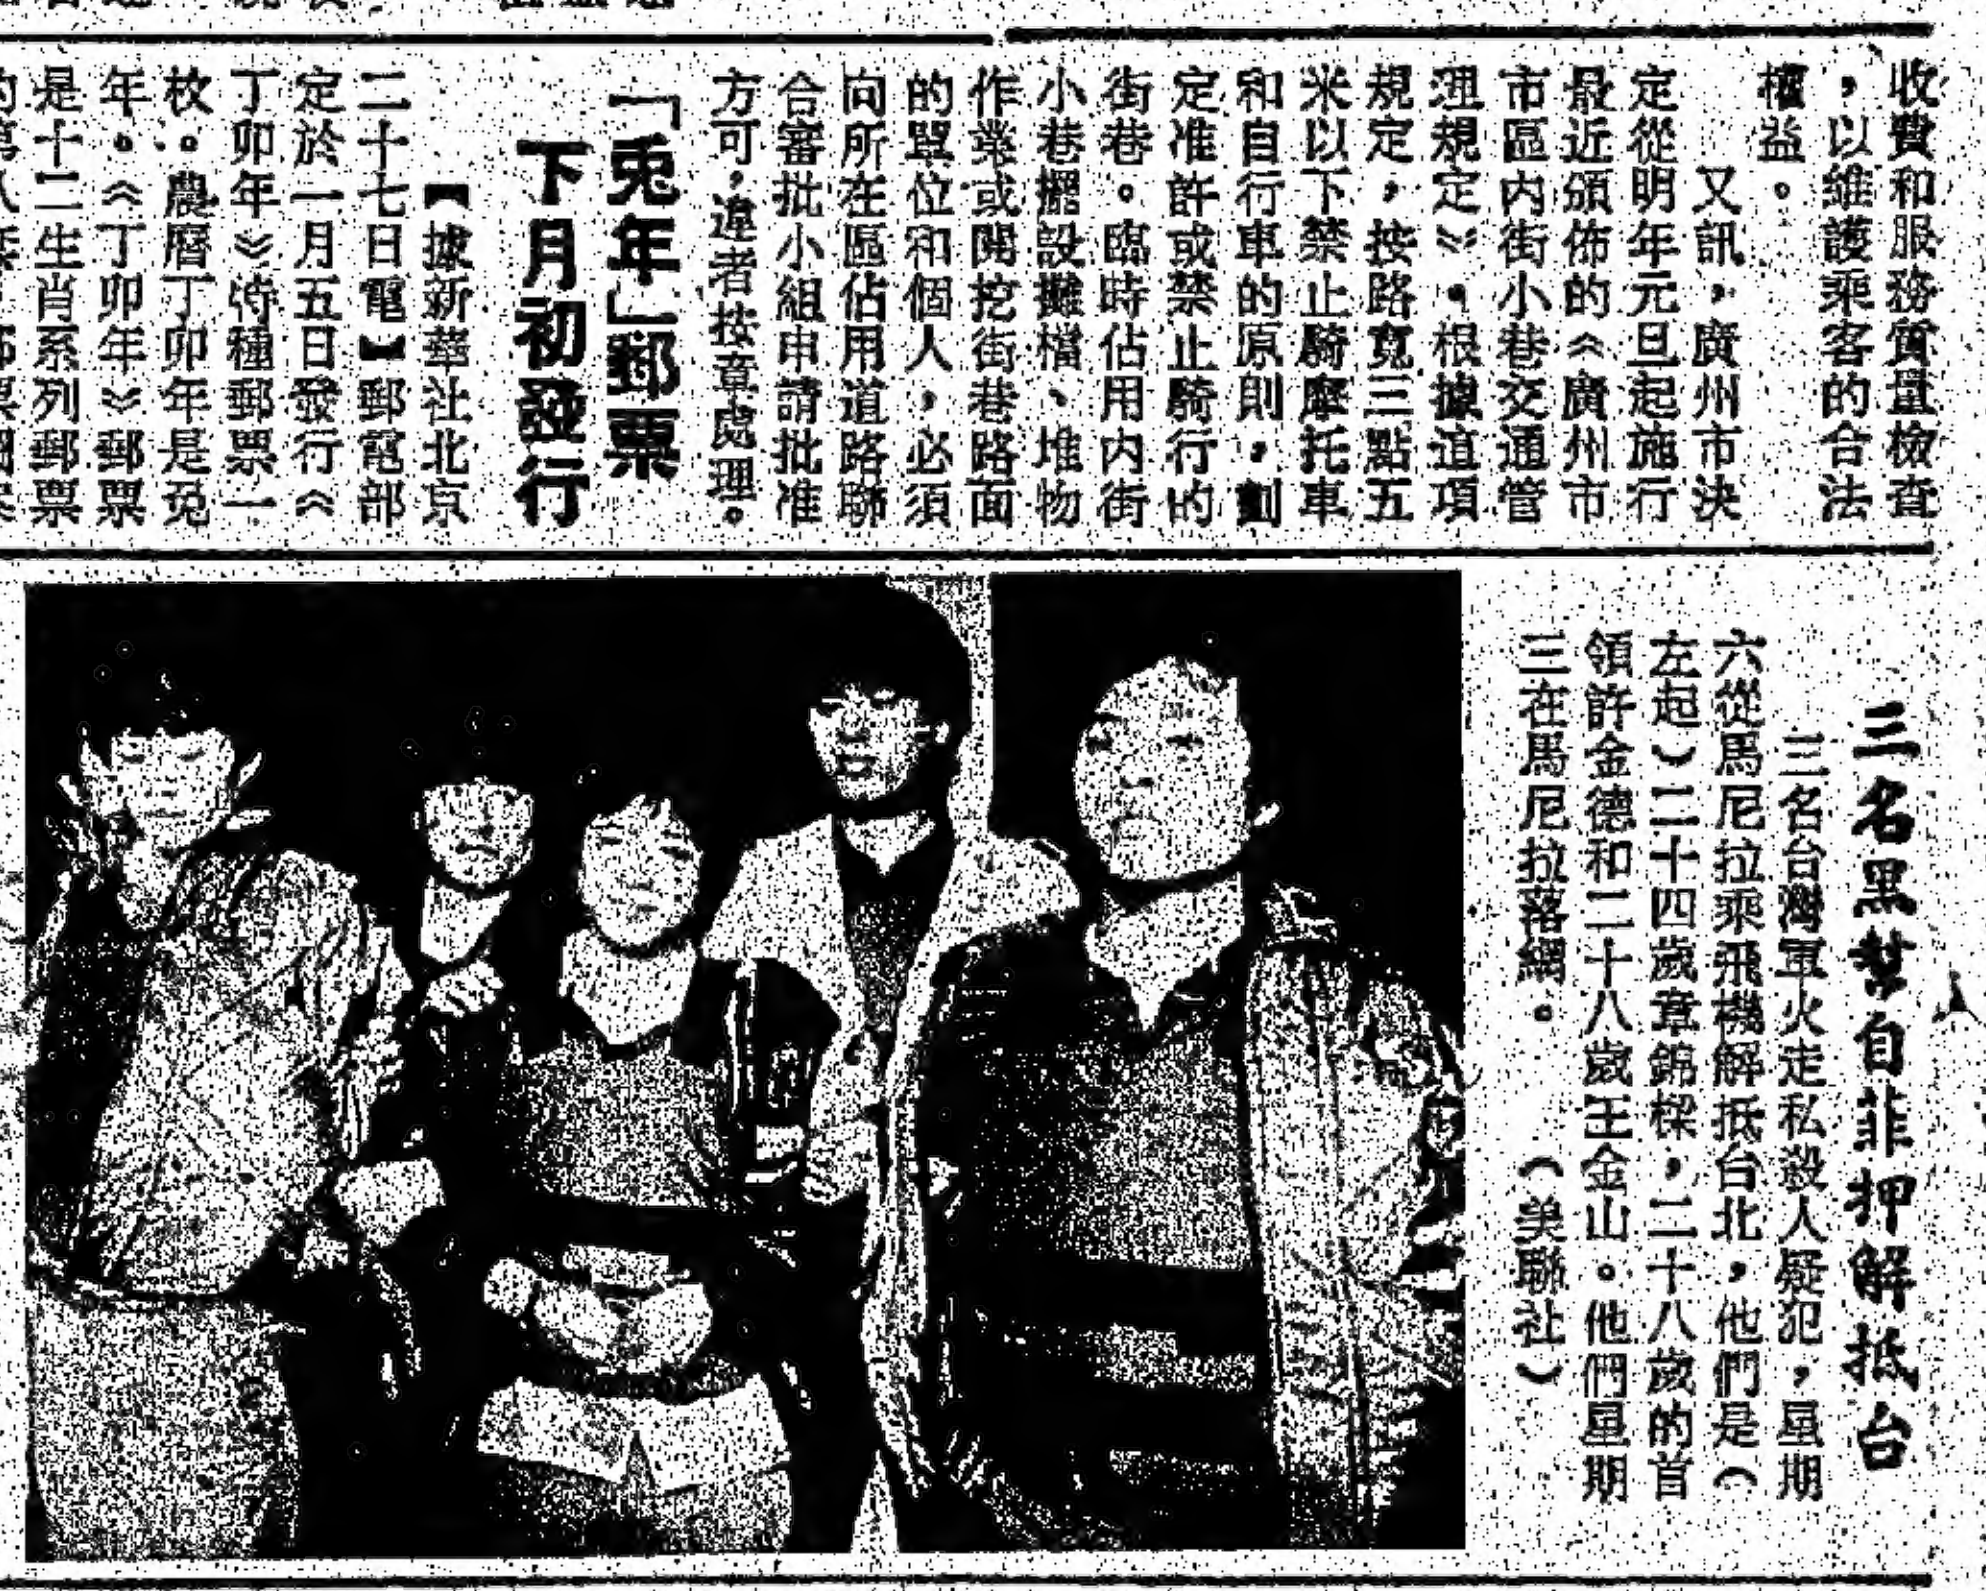 收費和服務質量檢查
，以維護乘客的合法
權益。
又訊，廣州市決
定從明年元旦起施行
最近頒佈的《廣州市
市區内街小巷交通管
理規定》。根據這項
規定，按路寬三點五
米以下禁止騎摩托車
和自行車的原則，劃
定准許或禁止騎行的
街巷。臨時佔用内街
小巷擺設攤檔、堆物
作業或開挖街巷路面
的單位和個人，必須
向所在區佔用道路聯
合審批小組申請批准
方可，違者按章處理。
「兎年」郵票
下月初發行
【據新華社北京
二十七日電】郵電部
定於一月五日發行《
丁卯年》特種郵票一
枚。農曆丁卯年是兎
年。《丁卯年》郵票
是十二生肖系列郵票
三名黑幫自菲押解抵台
三名台灣軍火走私殺人疑犯，星期
六從馬尼拉乘飛機解抵台北，他們是（
左起）二十四歲章錦樑，二十八歲的首
領許金德和二十八歲王金山。他們星期
三在馬尼拉落網。（美聯社）